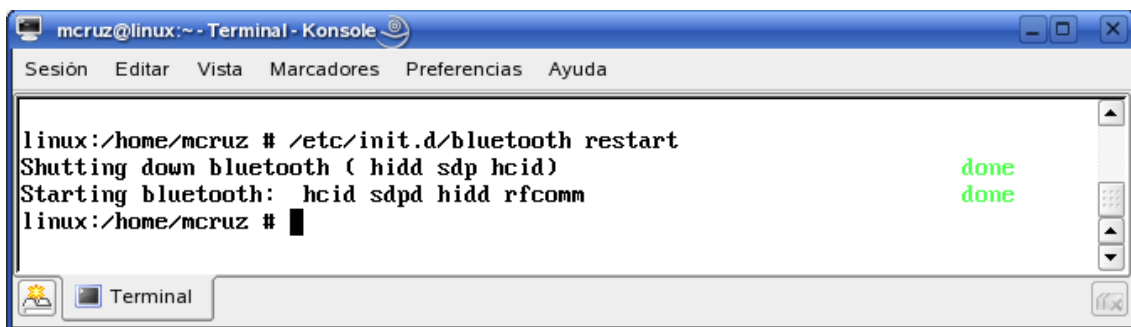 mcruz@linux:~ - Terminal - Konsole
Sesión Editar Vista Marcadores Preferencias Ayuda
linux:/home/mcruz # /etc/init.d/bluetooth restart
Shutting down bluetooth ( hidd sdp hcid) done
Starting bluetooth:  hcid sdpd hidd rfcomm done
linux:/home/mcruz #
Terminal